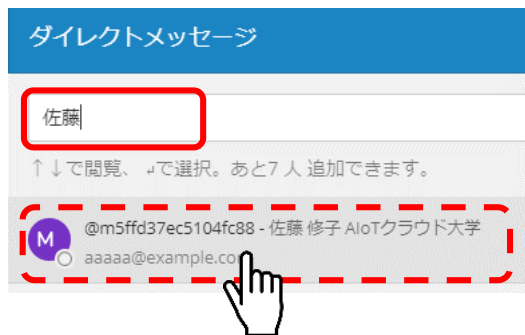 ダイレクトメッセージ
佐藤
↑↓で閲覧、↵で選択。あと7 人 追加できます。
M
@m5ffd37ec5104fc88 - 佐藤 修子 AIoTクラウド大学
aaaaa@example.co